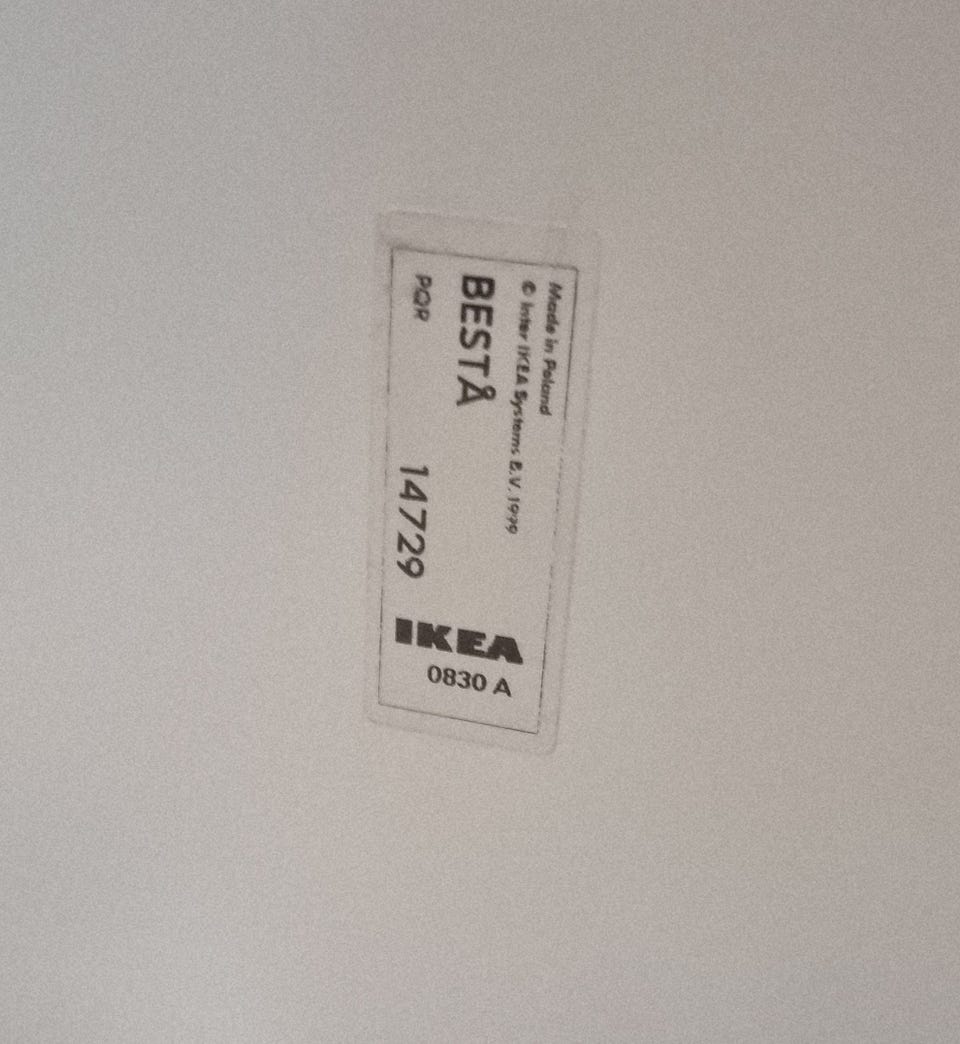 Made in Poland
© Inter IKEA Systems B.V. 1999
BESTÅ
PQR 14729
IKEA
0830 A